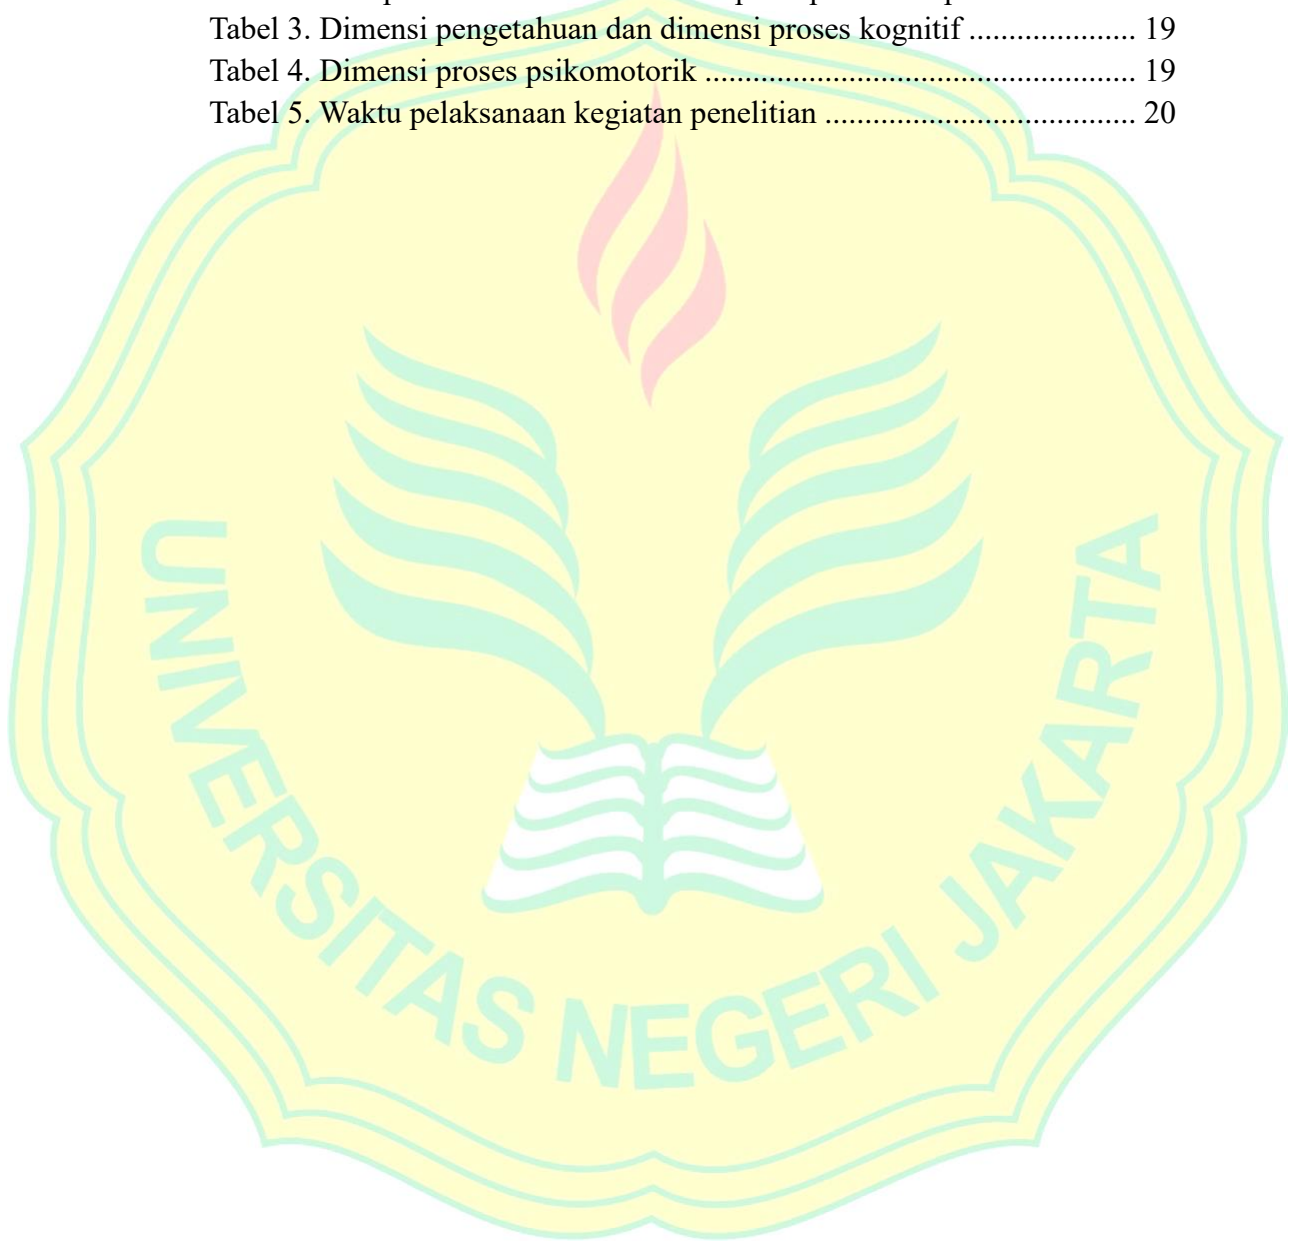 Tabel 3. Dimensi pengetahuan dan dimensi proses kognitif ..................... 19
Tabel 4. Dimensi proses psikomotorik ...................................................... 19
Tabel 5. Waktu pelaksanaan kegiatan penelitian ....................................... 20
UNIVERSITAS NEGERI JAKARTA